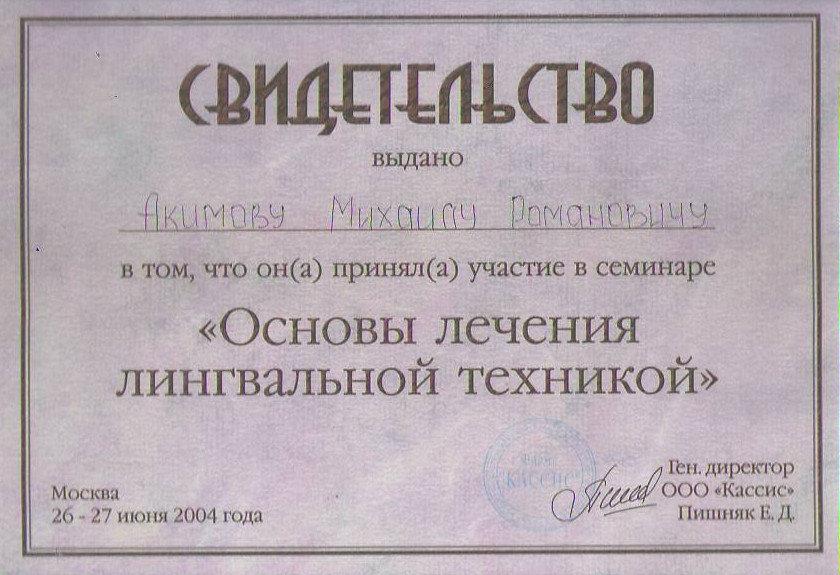 СВИДЕТЕЛЬСТВО
выдано
Акимову Михаилу Романовичу
в том, что он(а) принял(а) участие в семинаре
«Основы лечения
лингвальной техникой»
Москва
26 - 27 июня 2004 года
КАССИС
Ген. директор
ООО «Кассис»
Пишняк Е. Д.